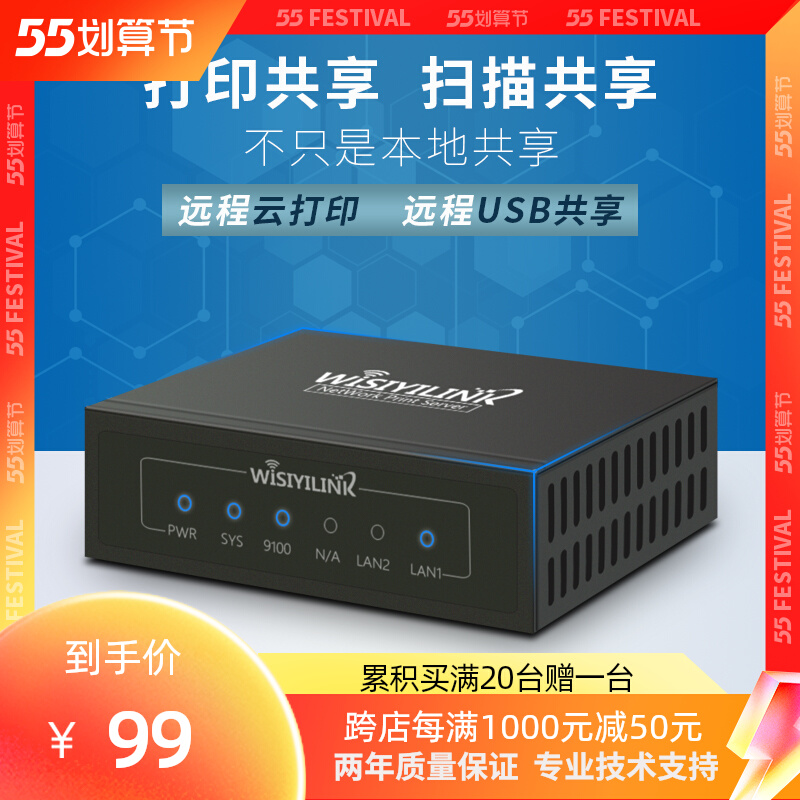 55划算节
55 FESTIVAL
55 FESTIVAL
55 FESTIVAL
打印共享 扫描共享
不只是本地共享
远程云打印 远程USB共享
55划算节
55 FESTIVAL
55划算节
55 FESTIVAL
55划算节
55 FESTIVAL
55划算节
55 FESTIVAL
WISIYILINK
NetWork Print Server
WISIYILINK
PWR SYS 9100 N/A LAN2 LAN1
到手价
¥ 99
累积买满20台赠一台
跨店每满1000元减50元
两年质量保证 专业技术支持